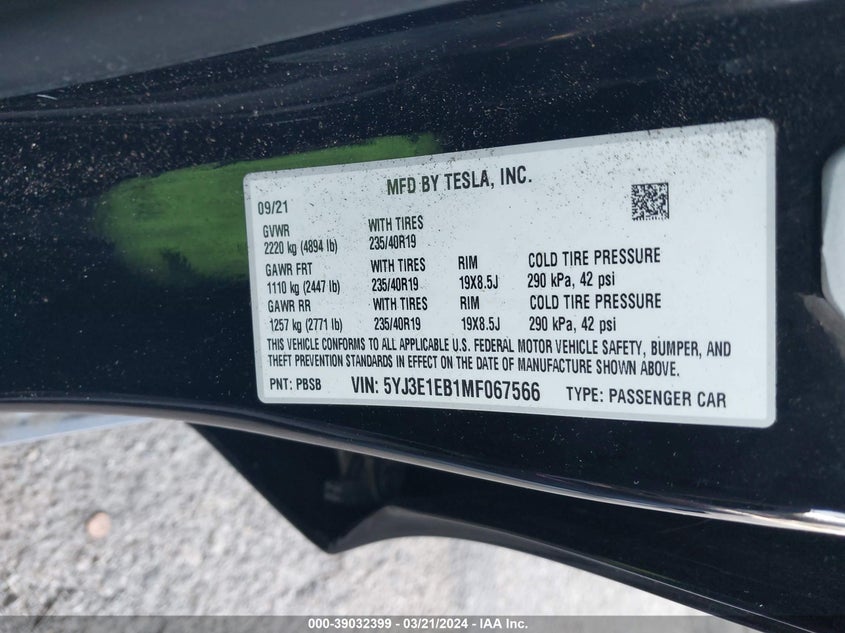 MFD BY TESLA, INC.
09/21
GVWR WITH TIRES
2220 kg (4894 lb) 235/40R19
GAWR FRT WITH TIRES RIM COLD TIRE PRESSURE
1110 kg (2447 lb) 235/40R19 19X8.5J 290 kPa, 42 psi
GAWR RR WITH TIRES RIM COLD TIRE PRESSURE
1257 kg (2771 lb) 235/40R19 19X8.5J 290 kPa, 42 psi
THIS VEHICLE CONFORMS TO ALL APPLICABLE U.S. FEDERAL MOTOR VEHICLE SAFETY, BUMPER, AND
THEFT PREVENTION STANDARDS IN EFFECT ON THE DATE OF MANUFACTURE SHOWN ABOVE.
PNT: PBSB VIN: 5YJ3E1EB1MF067566 TYPE: PASSENGER CAR
000-39032399 | 03/21/2024 - IAA Inc.